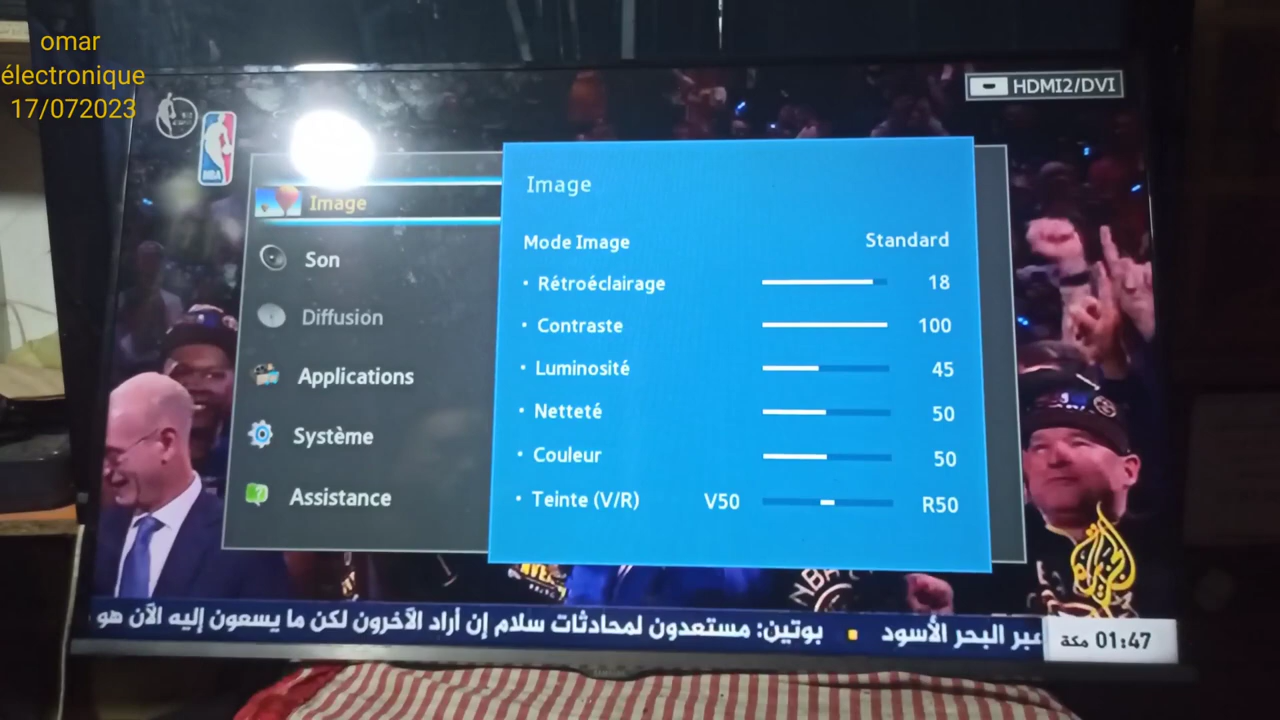 omar
électronique
17/072023
HDMI2/DVI
NBA
Image
Son
Diffusion
Applications
Système
Assistance
Image
Mode Image Standard
· Rétroéclairage 18
· Contraste 100
· Luminosité 45
· Netteté 50
· Couleur 50
· Teinte (V/R) V50 R50
NBA
عبر البحر الأسود ▪ بوتين: مستعدون لمحادثات سلام إن أراد الآخرون لكن ما يسعون إليه الآن هو
01:47 مكة